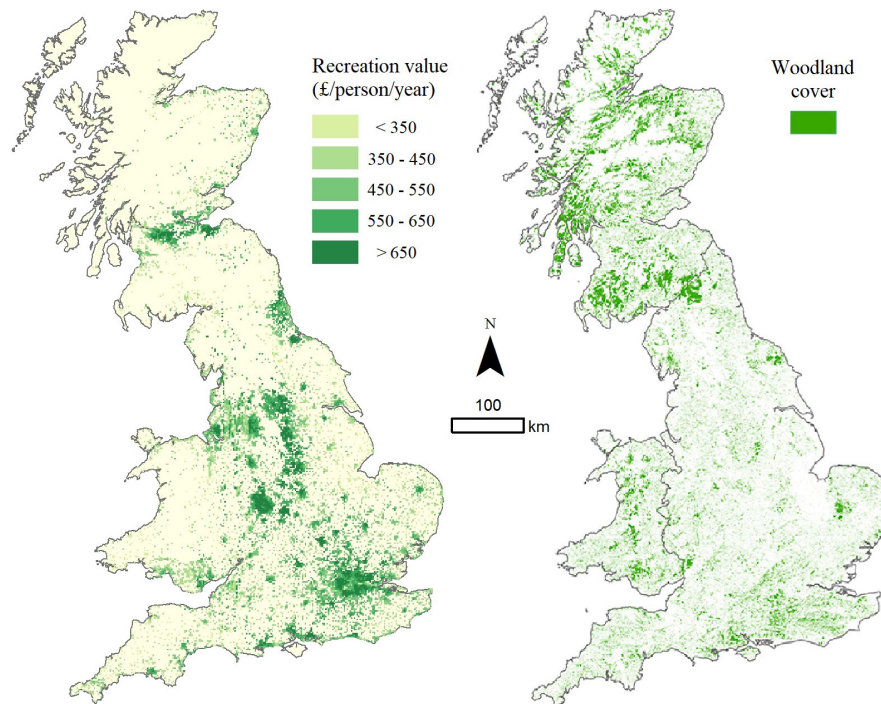 Recreation value
(£/person/year)
< 350
350 - 450
450 - 550
550 - 650
> 650
Woodland
cover
N
100
km